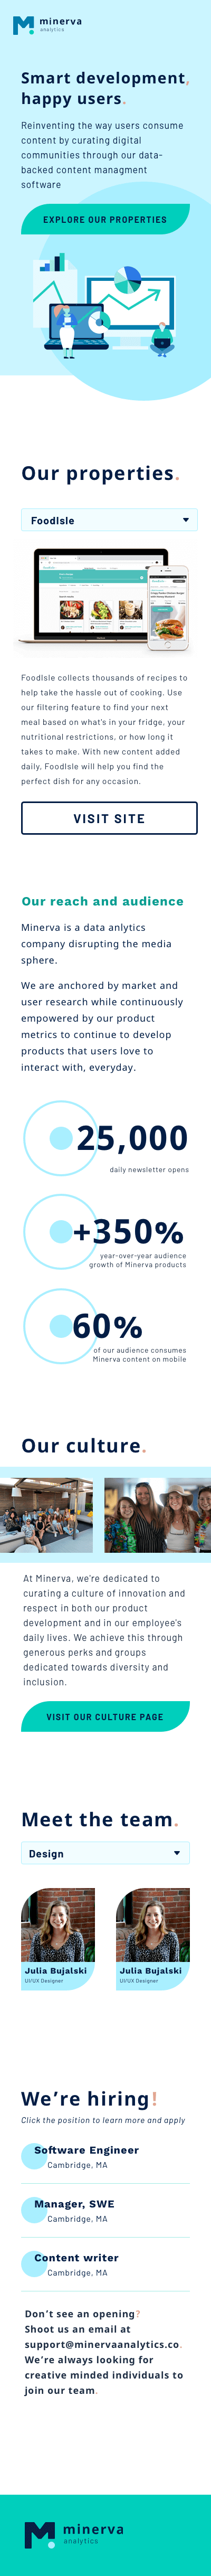 minerva
analytics
Smart development,
happy users.
Reinventing the way users consume
content by curating digital
communities through our data-
backed content managment
software
EXPLORE OUR PROPERTIES
Our properties.
FoodIsle
FoodIsle collects thousands of recipes to
help take the hassle out of cooking. Use
our filtering feature to find your next
meal based on what's in your fridge, your
nutritional restrictions, or how long it
takes to make. With new content added
daily, FoodIsle will help you find the
perfect dish for any occasion.
VISIT SITE
Our reach and audience
Minerva is a data anlytics
company disrupting the media
sphere.
We are anchored by market and
user research while continuously
empowered by our product
metrics to continue to develop
products that users love to
interact with, everyday.
25,000
daily newsletter opens
+350%
year-over-year audience
growth of Minerva products
60%
of our audience consumes
Minerva content on mobile
Our culture.
At Minerva, we're dedicated to
curating a culture of innovation and
respect in both our product
development and in our employee's
daily lives. We achieve this through
generous perks and groups
dedicated towards diversity and
inclusion.
VISIT OUR CULTURE PAGE
Meet the team.
Design
Julia Bujalski
UI/UX Designer
Julia Bujalski
UI/UX Designer
We're hiring!
Click the position to learn more and apply
Software Engineer
Cambridge, MA
Manager, SWE
Cambridge, MA
Content writer
Cambridge, MA
Don't see an opening?
Shoot us an email at
support@minervaanalytics.co.
We're always looking for
creative minded individuals to
join our team.
minerva
analytics